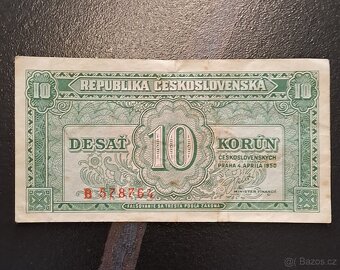 REPUBLIKA ČESKOSLOVENSKÁ
10 10
DESAŤ 10 KORÚN
ČESKOSLOVENSKÝCH
PRAHA 4. APRÍLA 1950
B 578764
MINISTER FINANCIÍ
FALŠOVANIE SA TRESTÁ PODĽA ZÁKONA
Bazos.cz